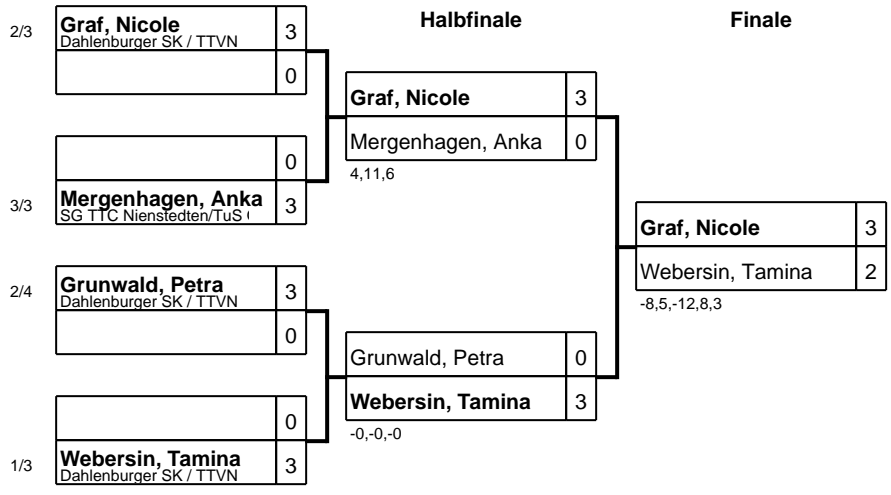 Halbfinale
Finale
2/3
Graf, Nicole 3
Dahlenburger SK / TTVN
0
0
3/3
Mergenhagen, Anka 3
SG TTC Nienstedten/TuS
2/4
Grunwald, Petra 3
Dahlenburger SK / TTVN
0
0
1/3
Webersin, Tamina 3
Dahlenburger SK / TTVN
Graf, Nicole 3
Mergenhagen, Anka 0
4,11,6
Grunwald, Petra 0
Webersin, Tamina 3
-0,-0,-0
Graf, Nicole 3
Webersin, Tamina 2
-8,5,-12,8,3